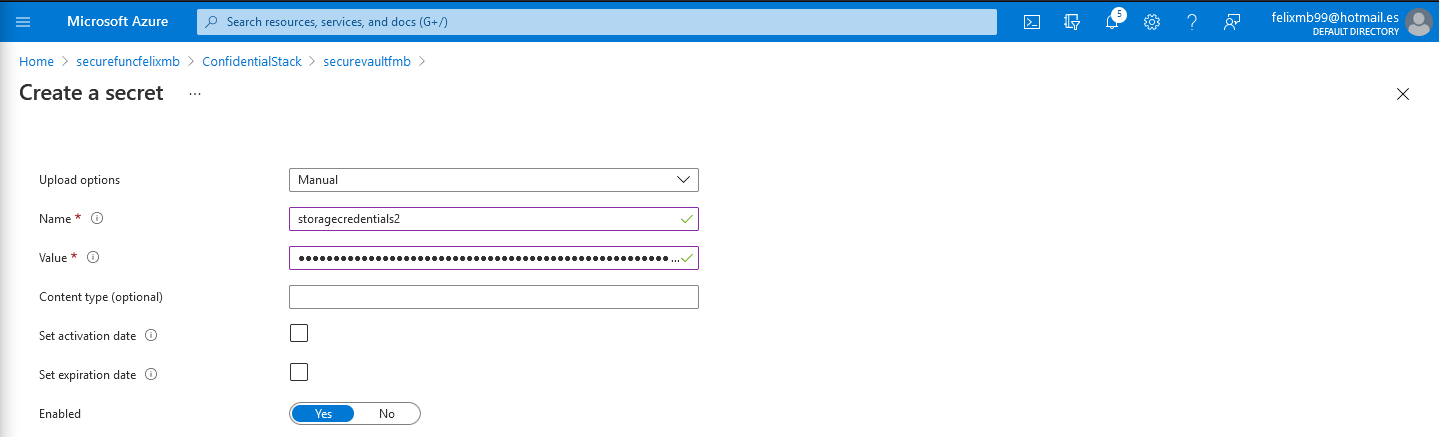 Microsoft Azure
Search resources, services, and docs (G+/)
5
felixmb99@hotmail.es
DEFAULT DIRECTORY
Home > securefuncfelixmb > ConfidentialStack > securevaultfmb >
Create a secret ...
Upload options
Manual
Name *
storagecredentials2
Value *
Content type (optional)
Set activation date
Set expiration date
Enabled
Yes No